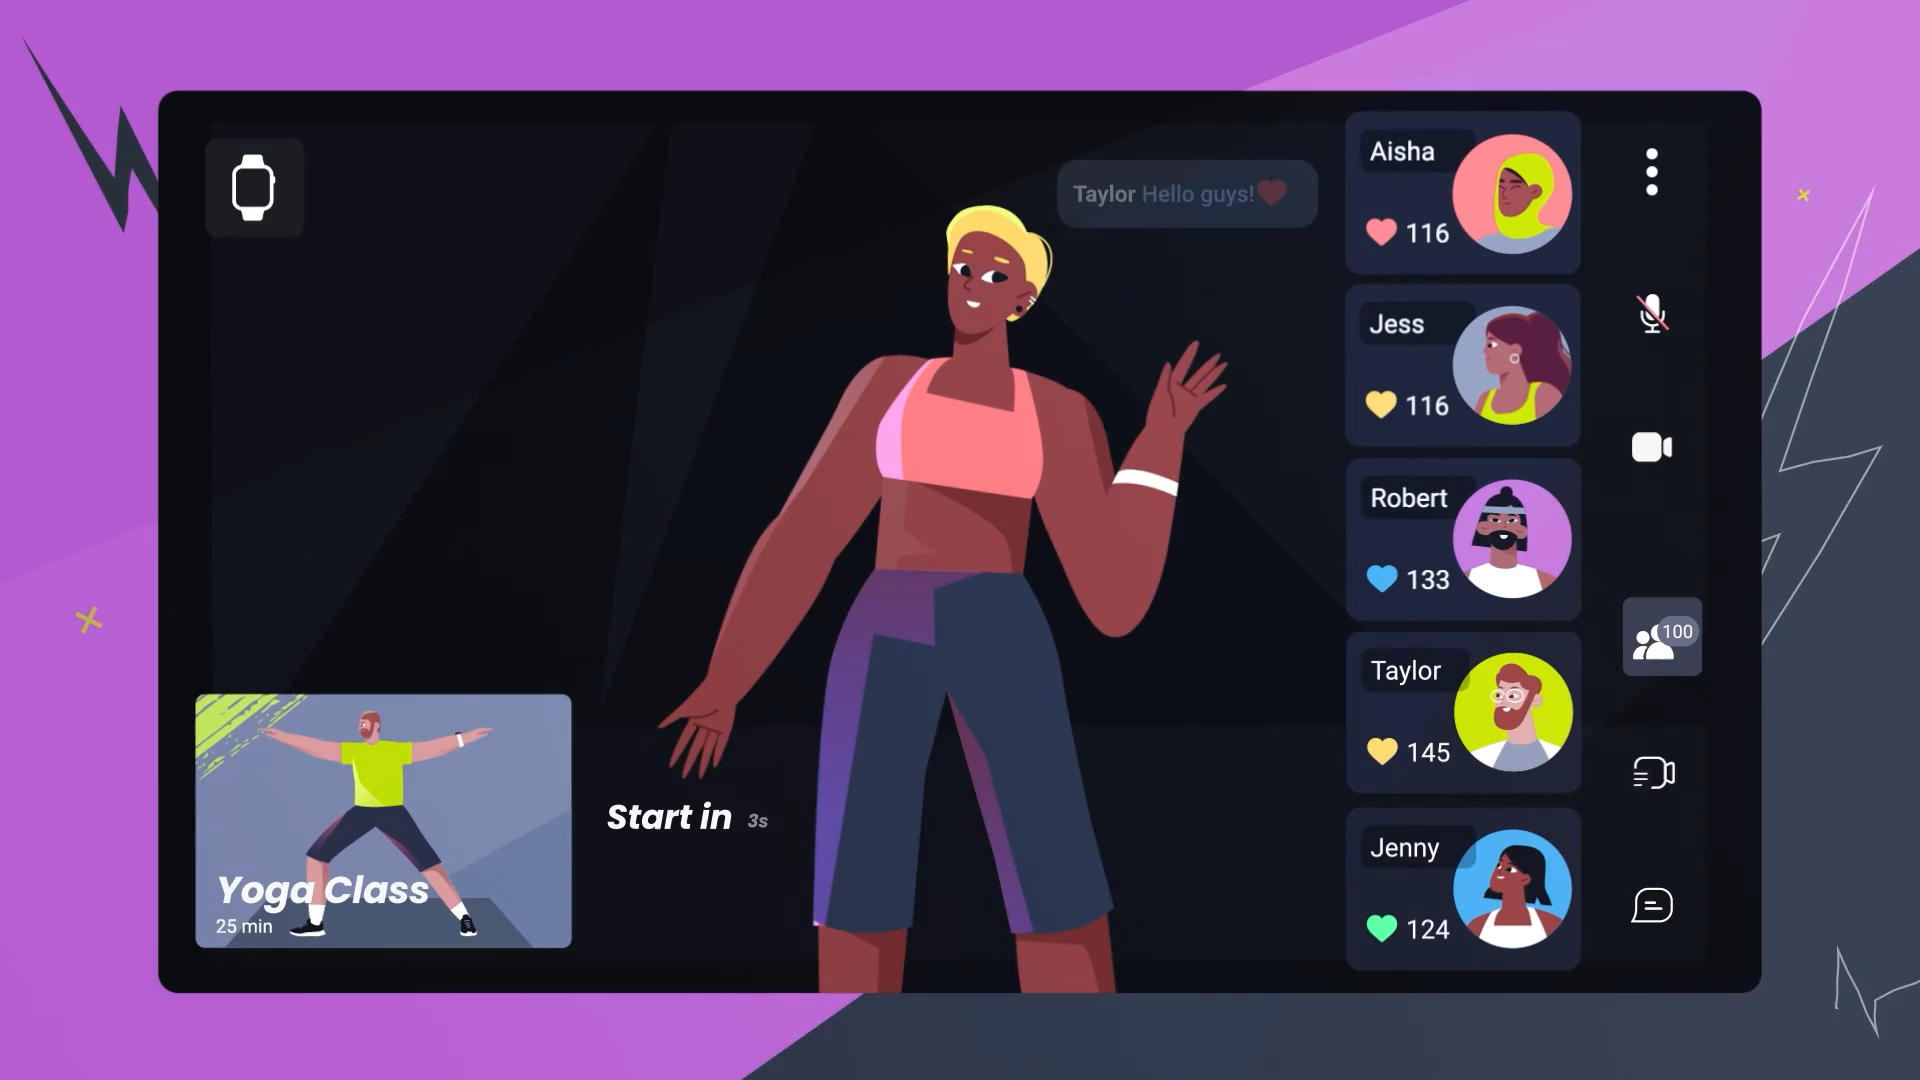 Taylor Hello guys!
Aisha
116
Jess
116
Robert
133
Taylor
145
Jenny
124
100
Start in 3s
Yoga Class
25 min